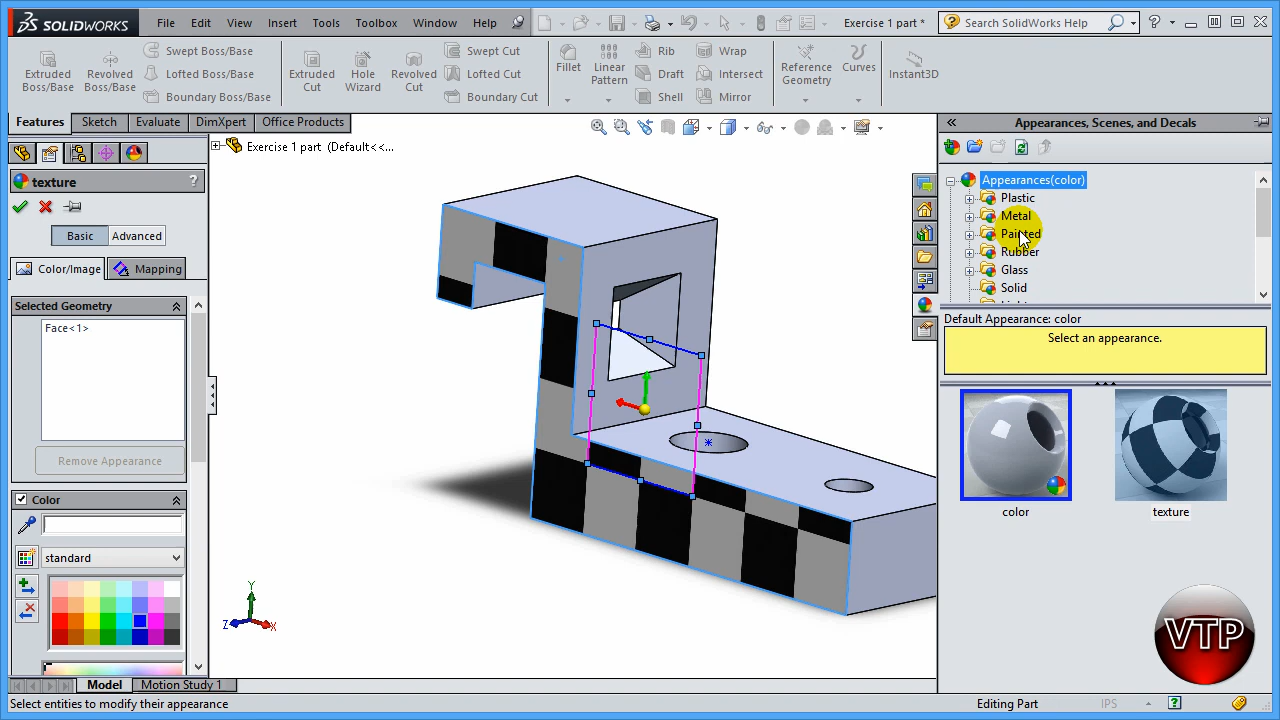 SOLIDWORKS File Edit View Insert Tools Toolbox Window Help Exercise 1 part * Search SolidWorks Help
Extruded Boss/Base
Revolved Boss/Base
Swept Boss/Base
Lofted Boss/Base
Boundary Boss/Base
Extruded Cut
Hole Wizard
Revolved Cut
Swept Cut
Lofted Cut
Boundary Cut
Fillet
Linear Pattern
Rib
Draft
Shell
Wrap
Intersect
Mirror
Reference Geometry
Curves
Instant3D
Features Sketch Evaluate DimXpert Office Products
texture ?
Basic Advanced
Color/Image Mapping
Selected Geometry
Face<1>
Remove Appearance
Color
standard
Exercise 1 part (Default<<...
Y
Z
X
Appearances, Scenes, and Decals
Appearances(color)
Plastic
Metal
Painted
Rubber
Glass
Solid
Default Appearance: color
Select an appearance.
color texture
VTP
Model Motion Study 1
Select entities to modify their appearance Editing Part IPS ?